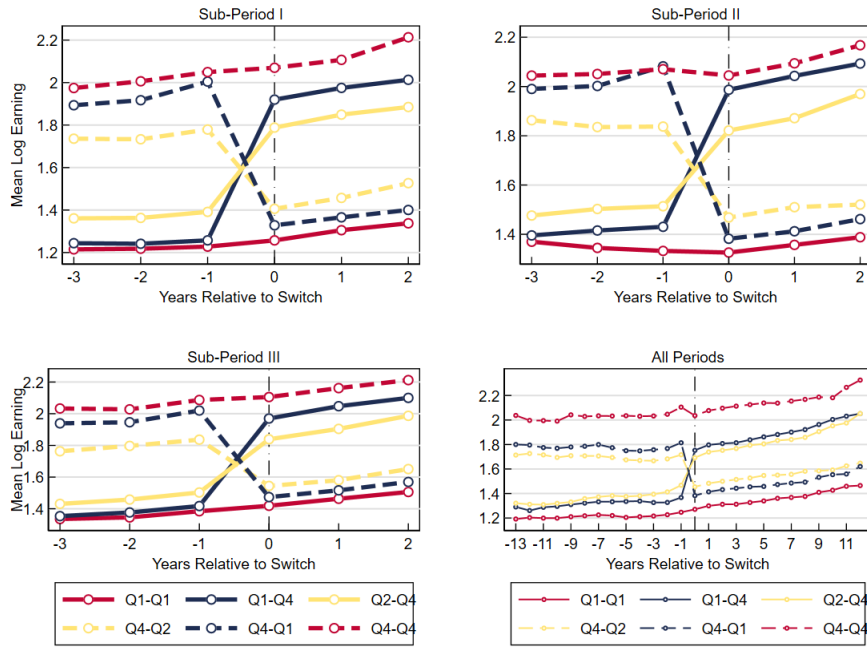 Sub-Period I
Mean Log Earning
2.2
2
1.8
1.6
1.4
1.2
-3 -2 -1 0 1 2
Years Relative to Switch
Sub-Period II
2.2
2
1.8
1.6
1.4
-3 -2 -1 0 1 2
Years Relative to Switch
Sub-Period III
Mean Log Earning
2.2
2
1.8
1.6
1.4
-3 -2 -1 0 1 2
Years Relative to Switch
All Periods
2.2
2
1.8
1.6
1.4
1.2
-13 -11 -9 -7 -5 -3 -1 1 3 5 7 9 11
Years Relative to Switch
Q1-Q1 Q1-Q4 Q2-Q4
Q4-Q2 Q4-Q1 Q4-Q4
Q1-Q1 Q1-Q4 Q2-Q4
Q4-Q2 Q4-Q1 Q4-Q4